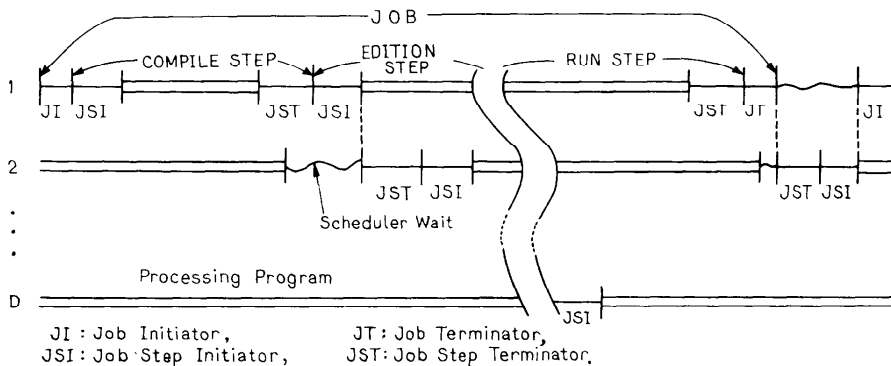 JOB
COMPILE STEP
EDITION
STEP
RUN STEP
1
JI
JSI
JST
JSI
JST
JT
JI
2
JST
JSI
JST
JSI
Scheduler Wait
Processing Program
D
JSI
JI : Job Initiator,
JT: Job Terminator,
JSI: Job Step Initiator,
JST: Job Step Terminator.